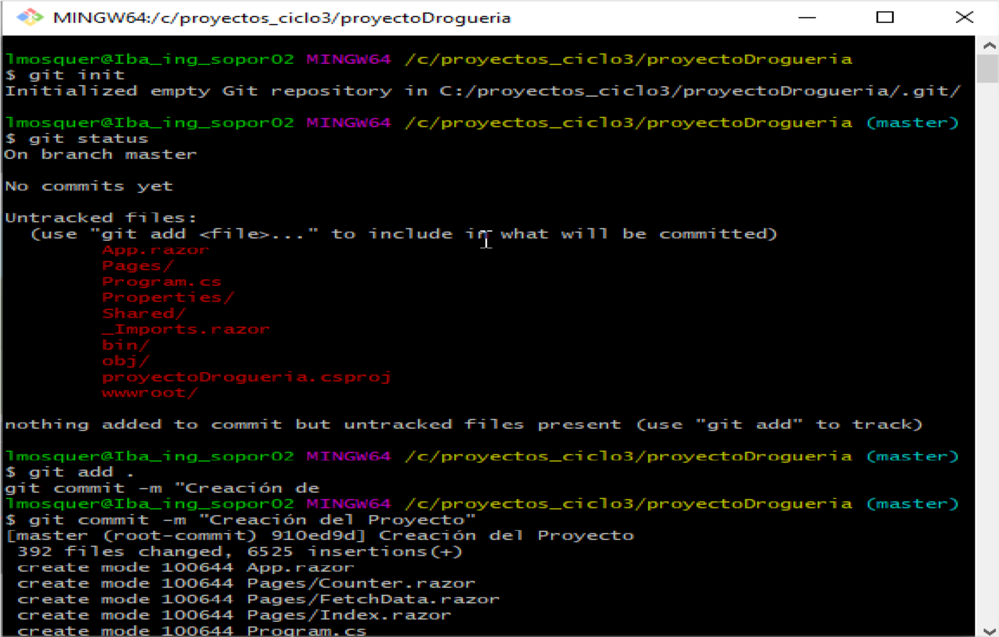 MINGW64:/c/proyectos_ciclo3/proyectoDrogueria
lmosquer@Iba_ing_sopor02 MINGW64 /c/proyectos_ciclo3/proyectoDrogueria
$ git init
Initialized empty Git repository in C:/proyectos_ciclo3/proyectoDrogueria/.git/
lmosquer@Iba_ing_sopor02 MINGW64 /c/proyectos_ciclo3/proyectoDrogueria (master)
$ git status
On branch master
No commits yet
Untracked files:
(use "git add <file>..." to include in what will be committed)
App.razor
Pages/
Program.cs
Properties/
Shared/
_Imports.razor
bin/
obj/
proyectoDrogueria.csproj
wwwroot/
nothing added to commit but untracked files present (use "git add" to track)
lmosquer@Iba_ing_sopor02 MINGW64 /c/proyectos_ciclo3/proyectoDrogueria (master)
$ git add .
git commit -m "Creación de
lmosquer@Iba_ing_sopor02 MINGW64 /c/proyectos_ciclo3/proyectoDrogueria (master)
$ git commit -m "Creación del Proyecto"
[master (root-commit) 910ed9d] Creación del Proyecto
392 files changed, 6525 insertions(+)
create mode 100644 App.razor
create mode 100644 Pages/Counter.razor
create mode 100644 Pages/FetchData.razor
create mode 100644 Pages/Index.razor
create mode 100644 Program.cs